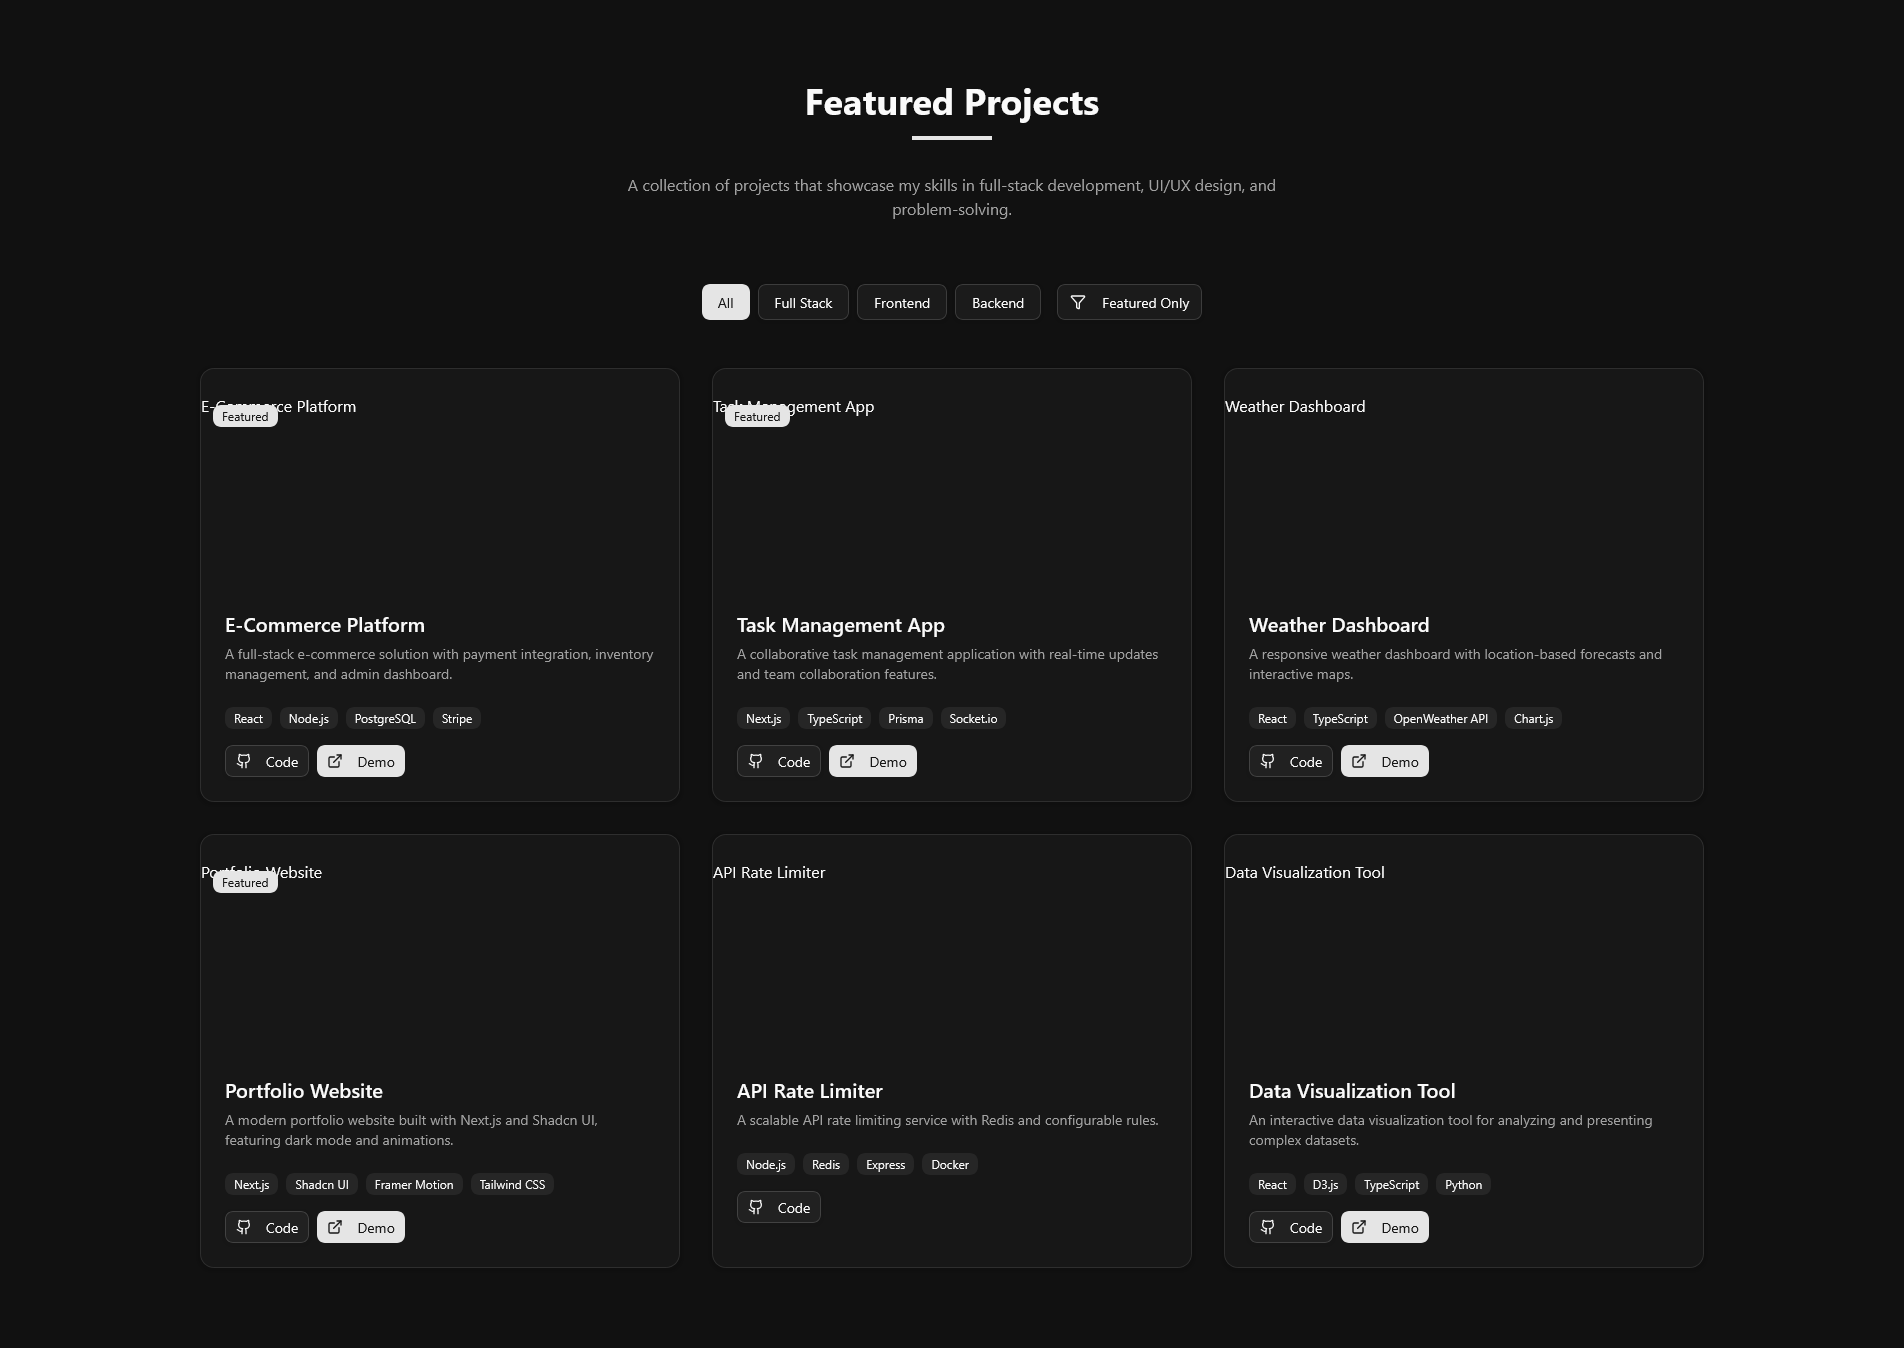 Featured Projects
A collection of projects that showcase my skills in full-stack development, UI/UX design, and
problem-solving.
All
Full Stack
Frontend
Backend
Featured Only
E-Commerce Platform
Featured
E-Commerce Platform
A full-stack e-commerce solution with payment integration, inventory
management, and admin dashboard.
React
Node.js
PostgreSQL
Stripe
Code
Demo
Task Management App
Featured
Task Management App
A collaborative task management application with real-time updates
and team collaboration features.
Next.js
TypeScript
Prisma
Socket.io
Code
Demo
Weather Dashboard
Weather Dashboard
A responsive weather dashboard with location-based forecasts and
interactive maps.
React
TypeScript
OpenWeather API
Chart.js
Code
Demo
Portfolio Website
Featured
Portfolio Website
A modern portfolio website built with Next.js and Shadcn UI,
featuring dark mode and animations.
Next.js
Shadcn UI
Framer Motion
Tailwind CSS
Code
Demo
API Rate Limiter
API Rate Limiter
A scalable API rate limiting service with Redis and configurable rules.
Node.js
Redis
Express
Docker
Code
Data Visualization Tool
Data Visualization Tool
An interactive data visualization tool for analyzing and presenting
complex datasets.
React
D3.js
TypeScript
Python
Code
Demo